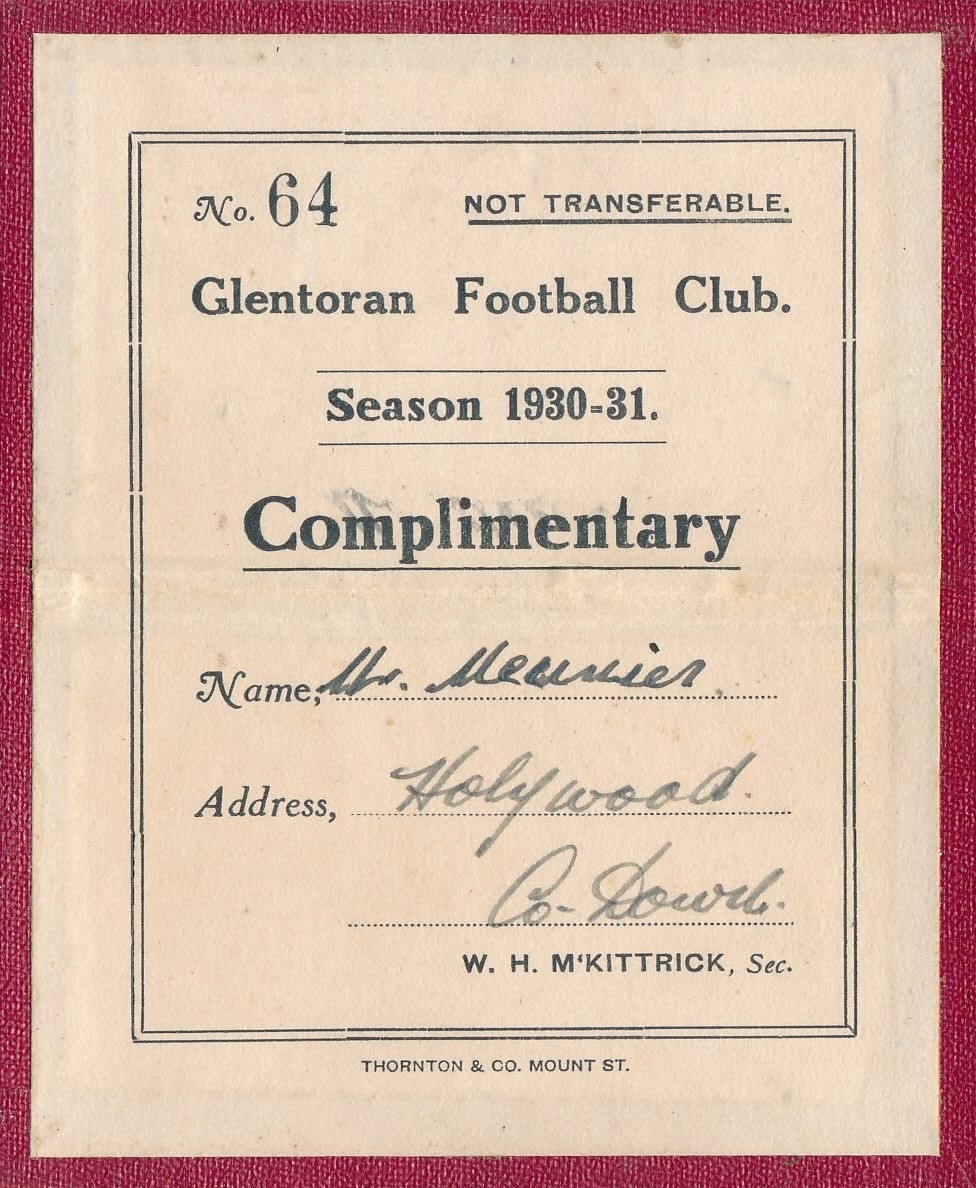 No. 64 NOT TRANSFERABLE.
Glentoran Football Club.
Season 1930-31.
Complimentary
Name, Mr. Meunier.
Address, Holywood.
Co. Down.
W. H. M‘KITTRICK, Sec.
THORNTON & CO. MOUNT ST.